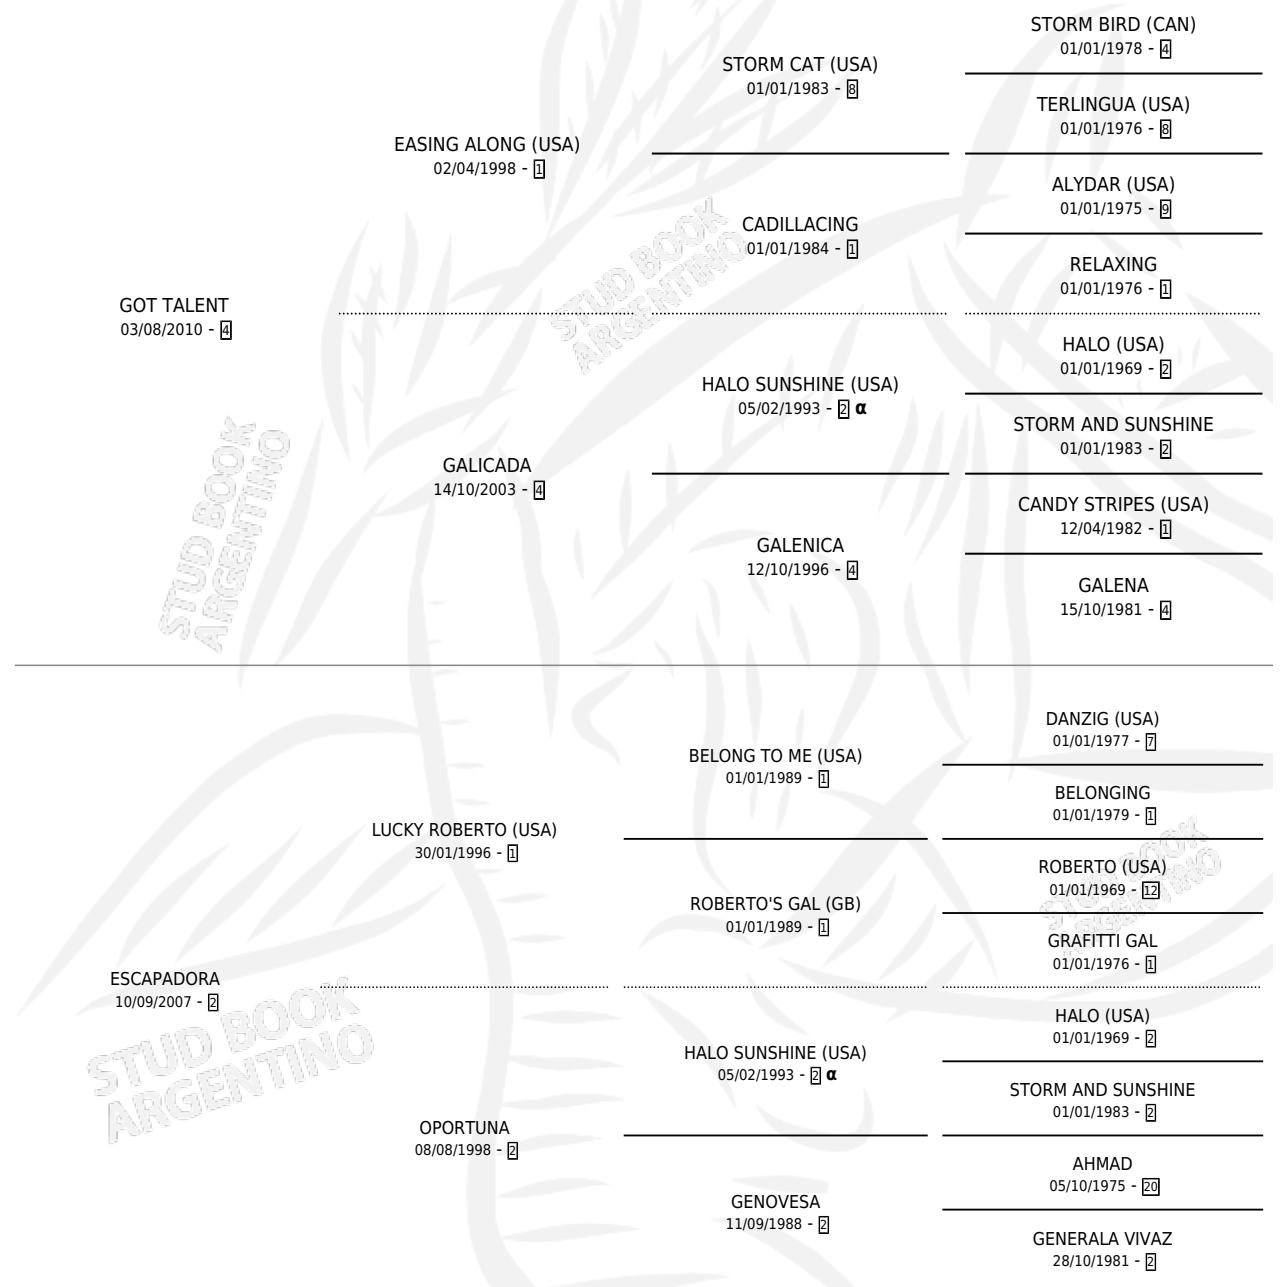 STORM BIRD (CAN)
01/01/1978 - 4
STORM CAT (USA)
01/01/1983 - 8
TERLINGUA (USA)
01/01/1976 - 8
EASING ALONG (USA)
02/04/1998 - 1
ALYDAR (USA)
01/01/1975 - 9
CADILLACING
01/01/1984 - 1
RELAXING
01/01/1976 - 1
GOT TALENT
03/08/2010 - 4
HALO (USA)
01/01/1969 - 2
HALO SUNSHINE (USA)
05/02/1993 - 2 α
STORM AND SUNSHINE
01/01/1983 - 2
GALICADA
14/10/2003 - 4
CANDY STRIPES (USA)
12/04/1982 - 1
GALENICA
12/10/1996 - 4
GALENA
15/10/1981 - 4
STUD BOOK
ARGENTINO
STUD BOOK
ARGENTINO
DANZIG (USA)
01/01/1977 - 7
BELONG TO ME (USA)
01/01/1989 - 1
BELONGING
01/01/1979 - 1
LUCKY ROBERTO (USA)
30/01/1996 - 1
ROBERTO (USA)
01/01/1969 - 12
ROBERTO'S GAL (GB)
01/01/1989 - 1
GRAFITTI GAL
01/01/1976 - 1
ESCAPADORA
10/09/2007 - 2
HALO (USA)
01/01/1969 - 2
HALO SUNSHINE (USA)
05/02/1993 - 2 α
STORM AND SUNSHINE
01/01/1983 - 2
OPORTUNA
08/08/1998 - 2
AHMAD
05/10/1975 - 20
GENOVESA
11/09/1988 - 2
GENERALA VIVAZ
28/10/1981 - 2
STUD BOOK
ARGENTINO
STUD BOOK
ARGENTINO